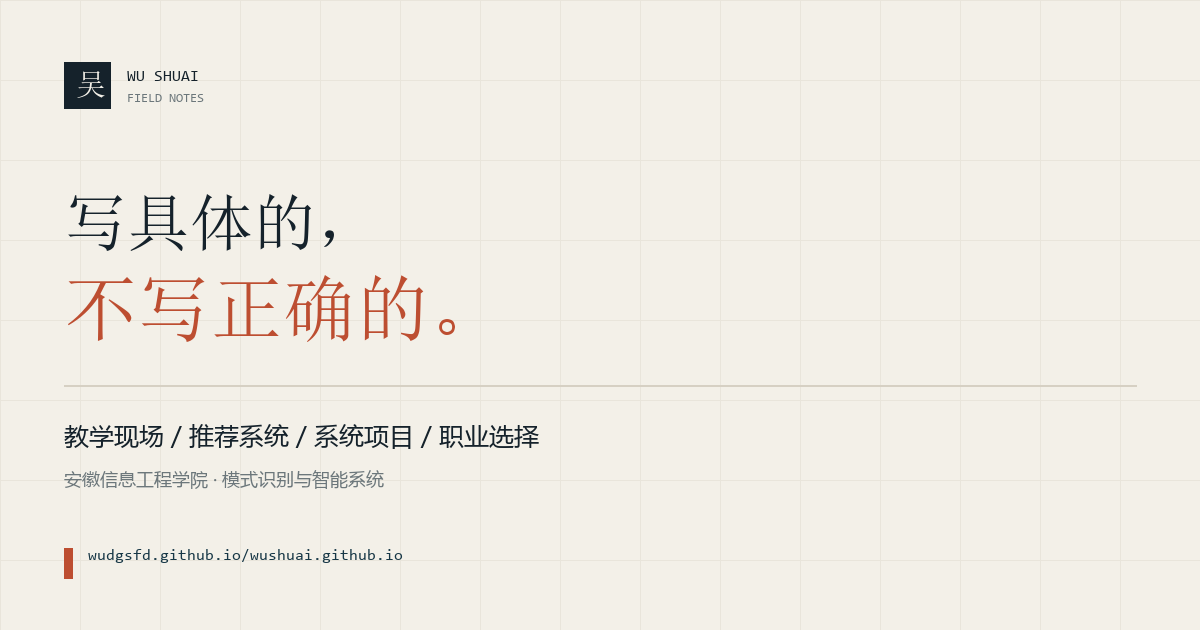 吴
WU SHUAI
FIELD NOTES
写具体的，
不写正确的。
教学现场 / 推荐系统 / 系统项目 / 职业选择
安徽信息工程学院 · 模式识别与智能系统
wudgsfd.github.io/wushuai.github.io